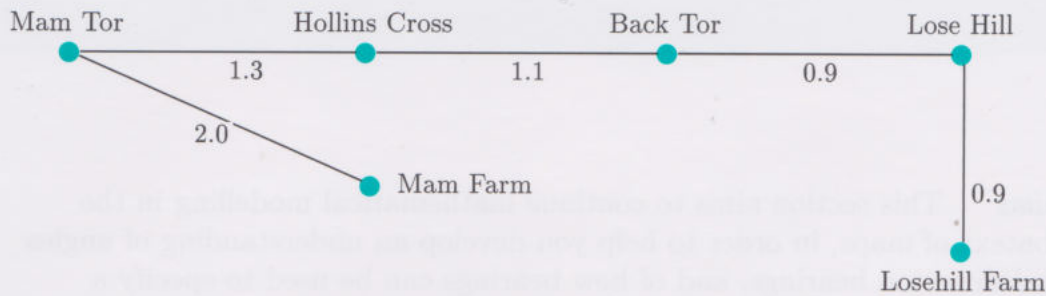 Mam Tor Hollins Cross Back Tor Lose Hill
1.3 1.1 0.9
2.0
Mam Farm
0.9
Losehill Farm